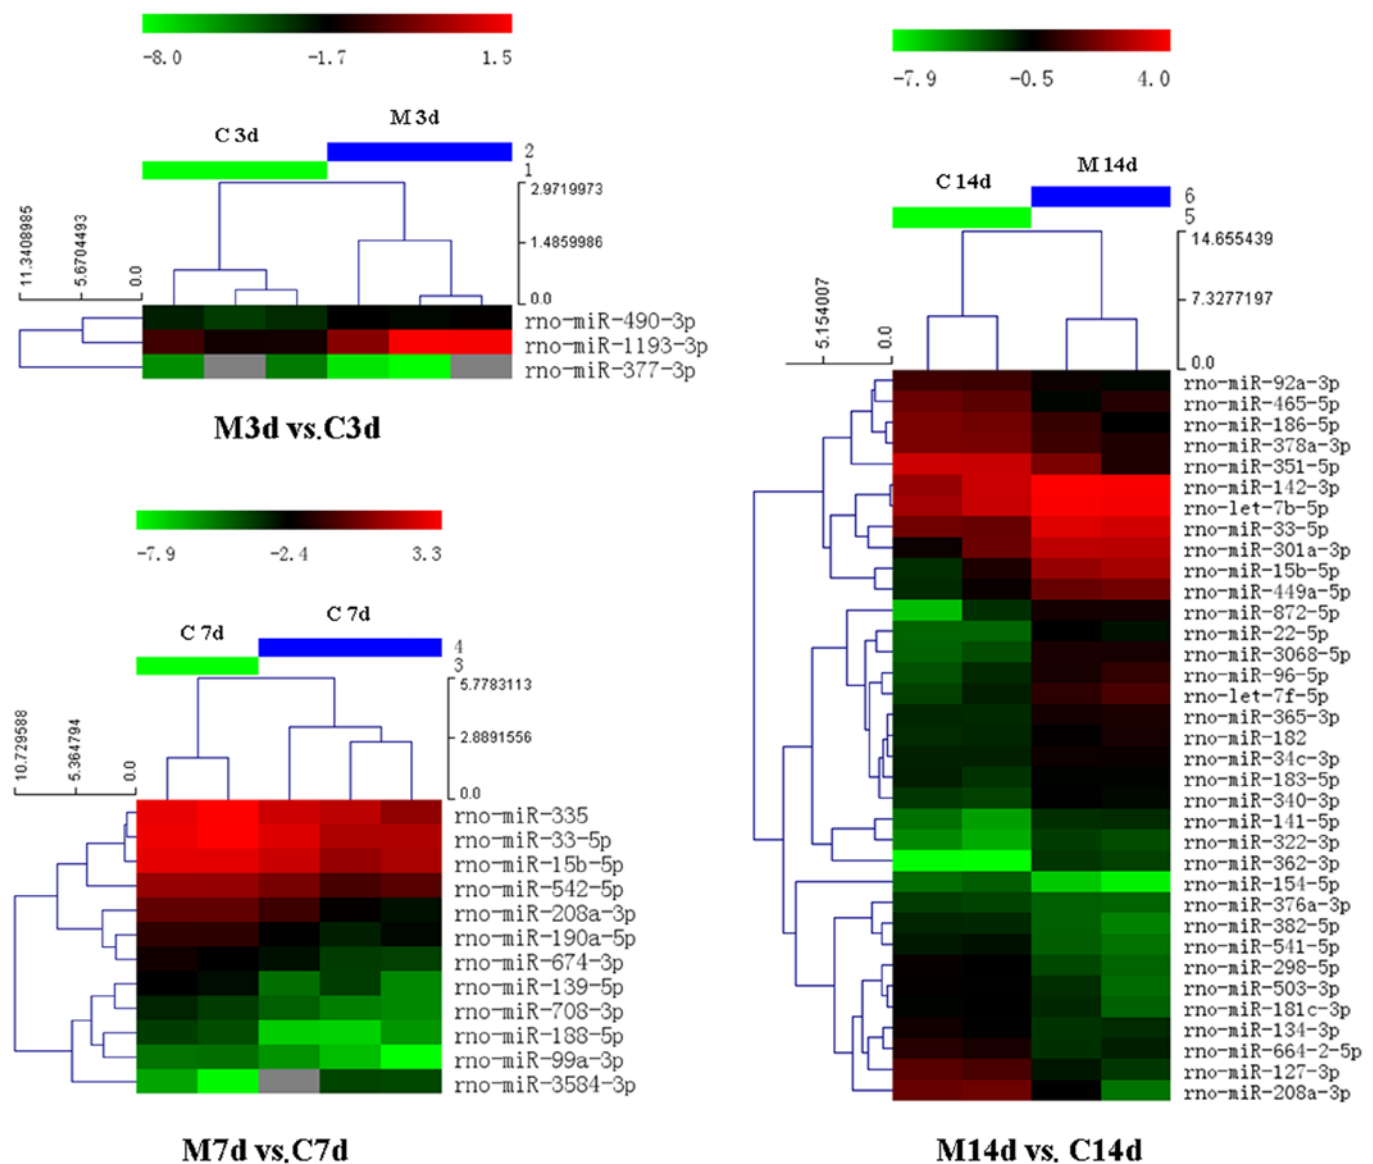 -8.0 -1.7 1.5
C 3d
M 3d
2
1
2.9719973
1.4859986
0.0
11.3408985
5.6704493
0.0
rno-miR-490-3p
rno-miR-1193-3p
rno-miR-377-3p
M3d vs.C3d
-7.9 -2.4 3.3
C 7d
C 7d
4
3
5.7783113
2.8891556
0.0
10.729588
5.364794
0.0
rno-miR-335
rno-miR-33-5p
rno-miR-15b-5p
rno-miR-542-5p
rno-miR-208a-3p
rno-miR-190a-5p
rno-miR-674-3p
rno-miR-139-5p
rno-miR-708-3p
rno-miR-188-5p
rno-miR-99a-3p
rno-miR-3584-3p
M7d vs.C7d
-7.9 -0.5 4.0
C 14d
M 14d
6
5
14.655439
7.3277197
0.0
5.154007
0.0
rno-miR-92a-3p
rno-miR-465-5p
rno-miR-186-5p
rno-miR-378a-3p
rno-miR-351-5p
rno-miR-142-3p
rno-let-7b-5p
rno-miR-33-5p
rno-miR-301a-3p
rno-miR-15b-5p
rno-miR-449a-5p
rno-miR-872-5p
rno-miR-22-5p
rno-miR-3068-5p
rno-miR-96-5p
rno-let-7f-5p
rno-miR-365-3p
rno-miR-182
rno-miR-34c-3p
rno-miR-183-5p
rno-miR-340-3p
rno-miR-141-5p
rno-miR-322-3p
rno-miR-362-3p
rno-miR-154-5p
rno-miR-376a-3p
rno-miR-382-5p
rno-miR-541-5p
rno-miR-298-5p
rno-miR-503-3p
rno-miR-181c-3p
rno-miR-134-3p
rno-miR-664-2-5p
rno-miR-127-3p
rno-miR-208a-3p
M14d vs. C14d